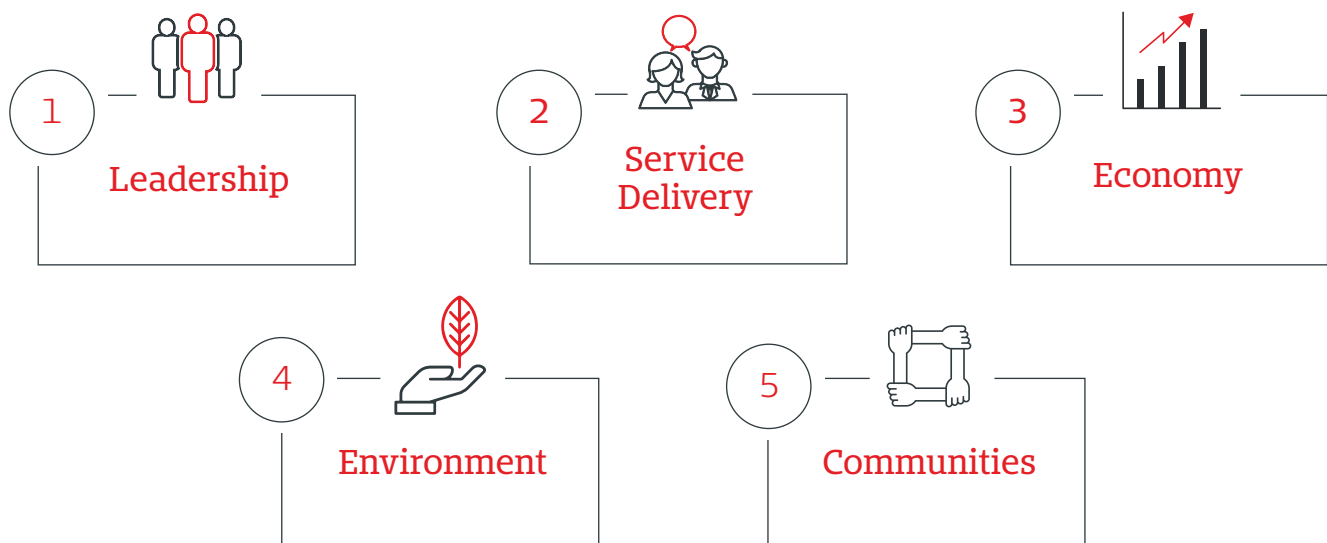 1
Leadership
2
Service
Delivery
3
Economy
4
Environment
5
Communities